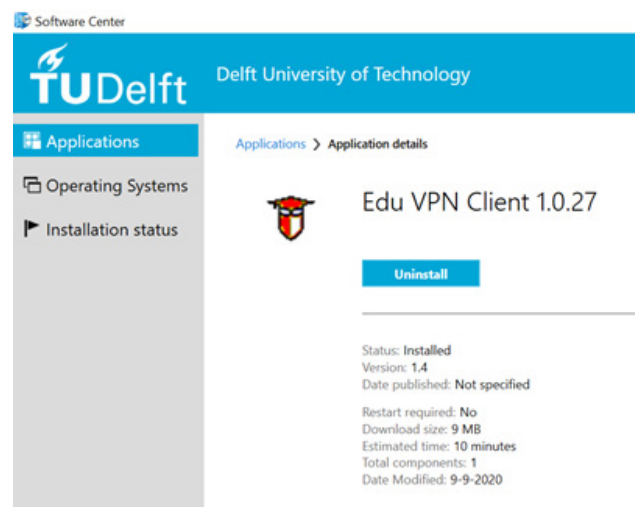 Software Center
TUDelft
Delft University of Technology
Applications
Operating Systems
Installation status
Applications ❯ Application details
Edu VPN Client 1.0.27
Uninstall
Status: Installed
Version: 1.4
Date published: Not specified
Restart required: No
Download size: 9 MB
Estimated time: 10 minutes
Total components: 1
Date Modified: 9-9-2020